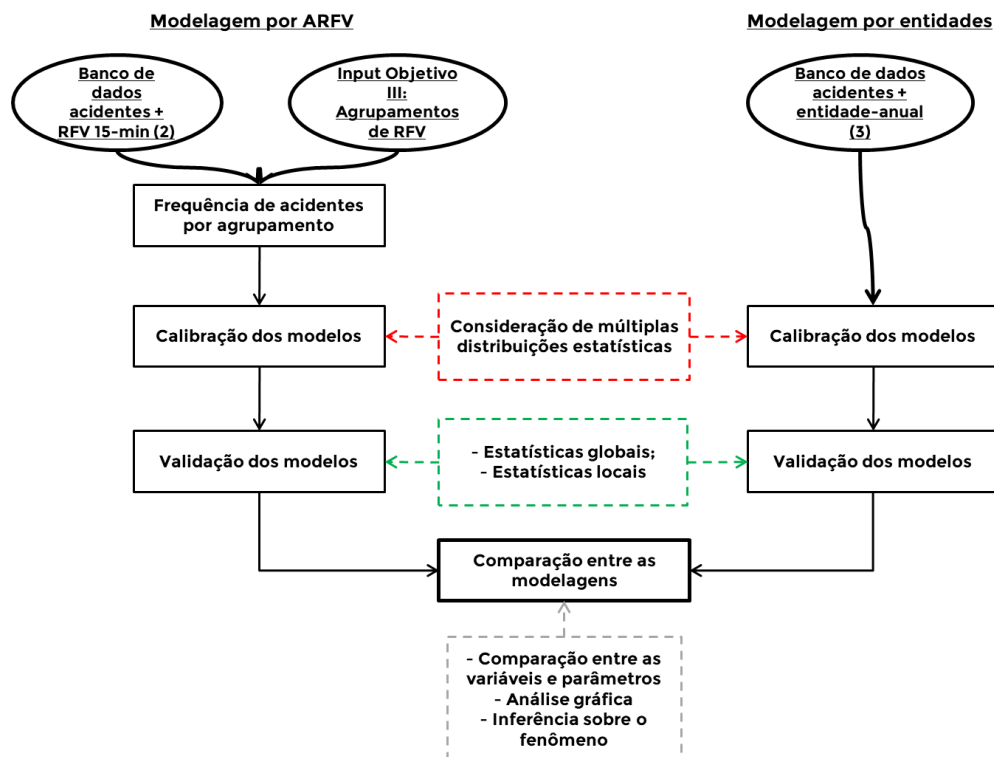 Modelagem por ARFV
Modelagem por entidades
Banco de
dados
acidentes +
RFV 15-min (2)
Input Objetivo
III:
Agrupamentos
de RFV
Banco de dados
acidentes +
entidade-anual
(3)
Frequência de acidentes
por agrupamento
Calibração dos modelos
Consideração de múltiplas
distribuições estatísticas
Calibração dos modelos
Validação dos modelos
- Estatísticas globais;
- Estatísticas locais
Validação dos modelos
Comparação entre as
modelagens
- Comparação entre as
variáveis e parâmetros
- Análise gráfica
- Inferência sobre o
fenômeno